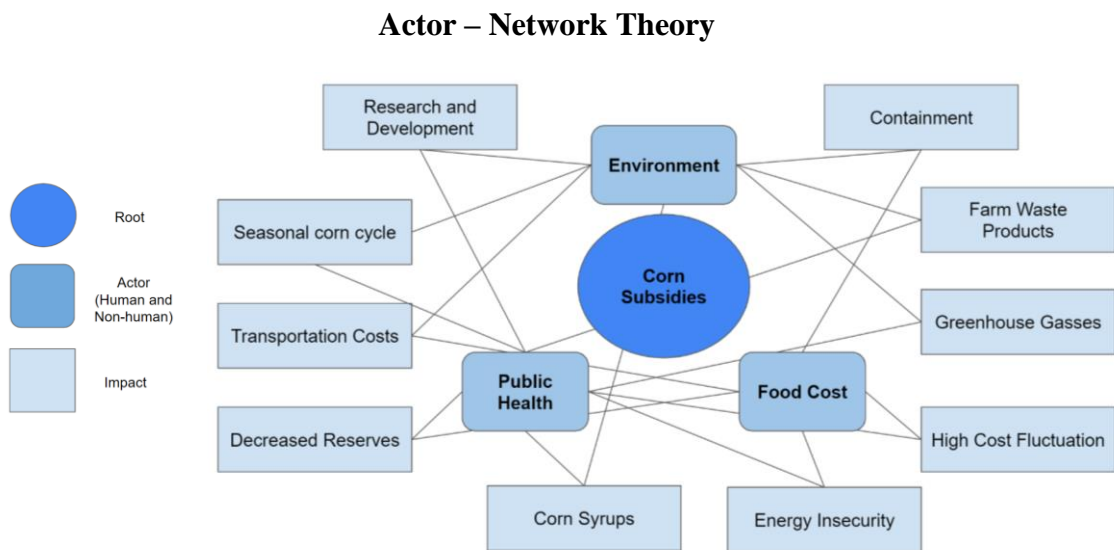 Actor – Network Theory
Research and
Development
Containment
Environment
Root
Seasonal corn cycle
Farm Waste
Products
Corn
Subsidies
Actor
(Human and
Non-human)
Transportation Costs
Greenhouse Gasses
Impact
Public
Health
Food Cost
Decreased Reserves
High Cost Fluctuation
Corn Syrups
Energy Insecurity